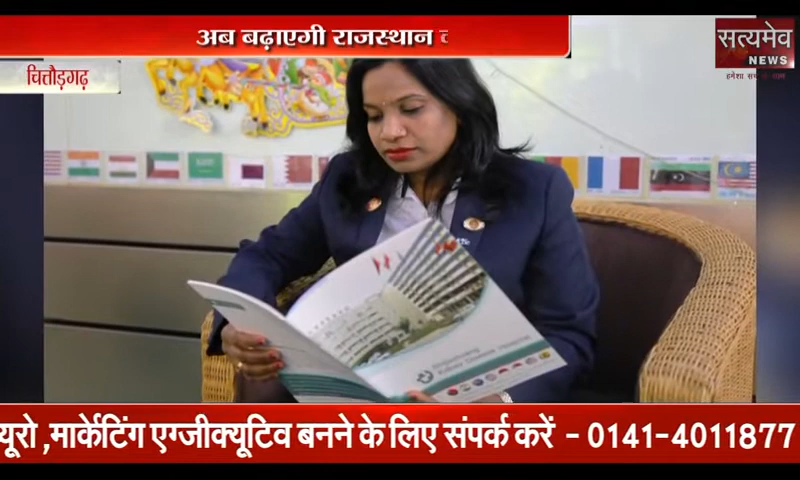 अब बढ़ाएगी राजस्थान
सत्यमेव
NEWS
चित्तौड़गढ़
यूरो ,मार्केटिंग एग्जीक्यूटिव बनने के लिए संपर्क करें - 0141-4011877